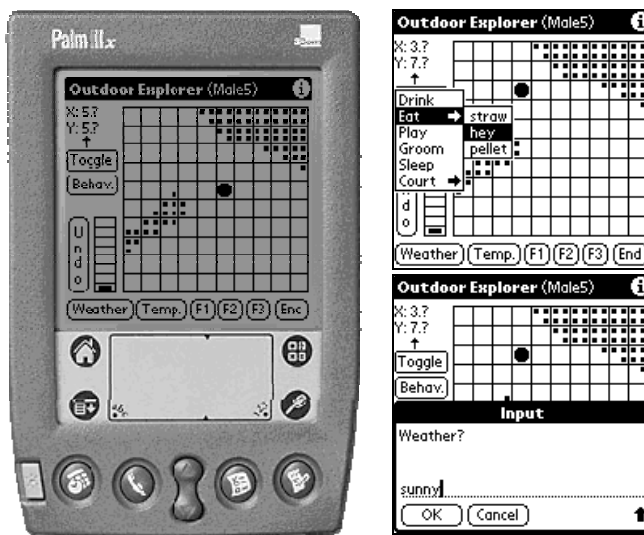 Palm IIIx
Outdoor Explorer (Male5) i
X: 5.?
Y: 5.?
Toggle
Behav.
Undo
Weather Temp. F1 F2 F3 Enc
Outdoor Explorer (Male5) i
X: 3.?
Y: 7.?
Drink
Eat straw
Play hey
Groom pellet
Sleep
Court
d
o
Weather Temp. F1 F2 F3 End
Outdoor Explorer (Male5) i
X: 3.?
Y: 7.?
Toggle
Behav.
Input
Weather?
sunny
OK Cancel